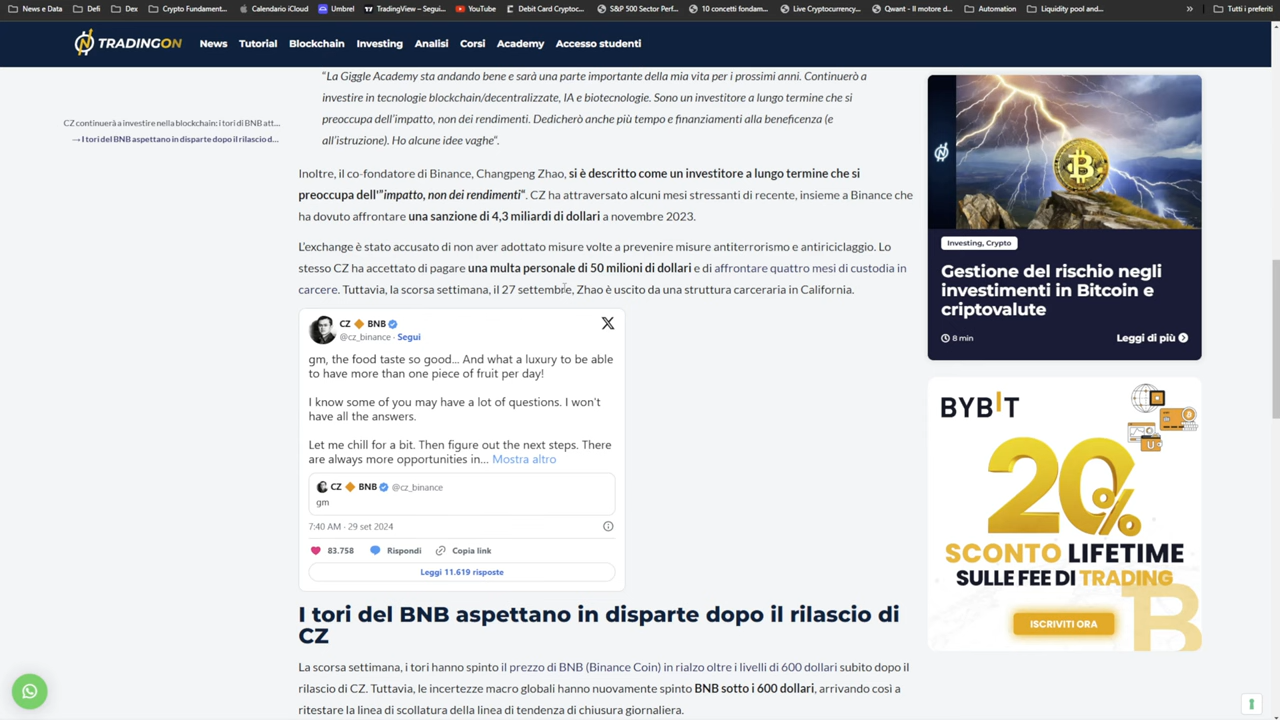 News e Data
Defi
Dex
Crypto Fundament...
Calendario iCloud
Umbrel
TradingView – Segui...
YouTube
Debit Card Cryptoc...
S&P 500 Sector Perf...
10 concetti fondam...
Live Cryptocurrency...
Qwant - Il motore d...
Automation
Liquidity pool and...
»
Tutti i preferiti
TRADINGON
News
Tutorial
Blockchain
Investing
Analisi
Corsi
Academy
Accesso studenti
CZ continuerà a investire nella blockchain: i tori di BNB att...
→ I tori del BNB aspettano in disparte dopo il rilascio d...
“La Giggle Academy sta andando bene e sarà una parte importante della mia vita per i prossimi anni. Continuerò a
investire in tecnologie blockchain/decentralizzate, IA e biotecnologie. Sono un investitore a lungo termine che si
preoccupa dell’impatto, non dei rendimenti. Dedicherò anche più tempo e finanziamenti alla beneficenza (e
all’istruzione). Ho alcune idee vaghe“.
Inoltre, il co-fondatore di Binance, Changpeng Zhao, si è descritto come un investitore a lungo termine che si
preoccupa dell’”impatto, non dei rendimenti“. CZ ha attraversato alcuni mesi stressanti di recente, insieme a Binance che
ha dovuto affrontare una sanzione di 4,3 miliardi di dollari a novembre 2023.
L’exchange è stato accusato di non aver adottato misure volte a prevenire misure antiterrorismo e antiriciclaggio. Lo
stesso CZ ha accettato di pagare una multa personale di 50 milioni di dollari e di affrontare quattro mesi di custodia in
carcere. Tuttavia, la scorsa settimana, il 27 settembre, Zhao è uscito da una struttura carceraria in California.
CZ 🔶 BNB
@cz_binance · Segui
gm, the food taste so good... And what a luxury to be able
to have more than one piece of fruit per day!
I know some of you may have a lot of questions. I won't
have all the answers.
Let me chill for a bit. Then figure out the next steps. There
are always more opportunities in... Mostra altro
CZ 🔶 BNB @cz_binance
gm
7:40 AM · 29 set 2024
83.758
Rispondi
Copia link
Leggi 11.619 risposte
I tori del BNB aspettano in disparte dopo il rilascio di
CZ
La scorsa settimana, i tori hanno spinto il prezzo di BNB (Binance Coin) in rialzo oltre i livelli di 600 dollari subito dopo il
rilascio di CZ. Tuttavia, le incertezze macro globali hanno nuovamente spinto BNB sotto i 600 dollari, arrivando così a
ritestare la linea di scollatura della linea di tendenza di chiusura giornaliera.
Investing, Crypto
Gestione del rischio negli
investimenti in Bitcoin e
criptovalute
8 min
Leggi di più
BYBIT
20%
SCONTO LIFETIME
SULLE FEE DI TRADING
ISCRIVITI ORA